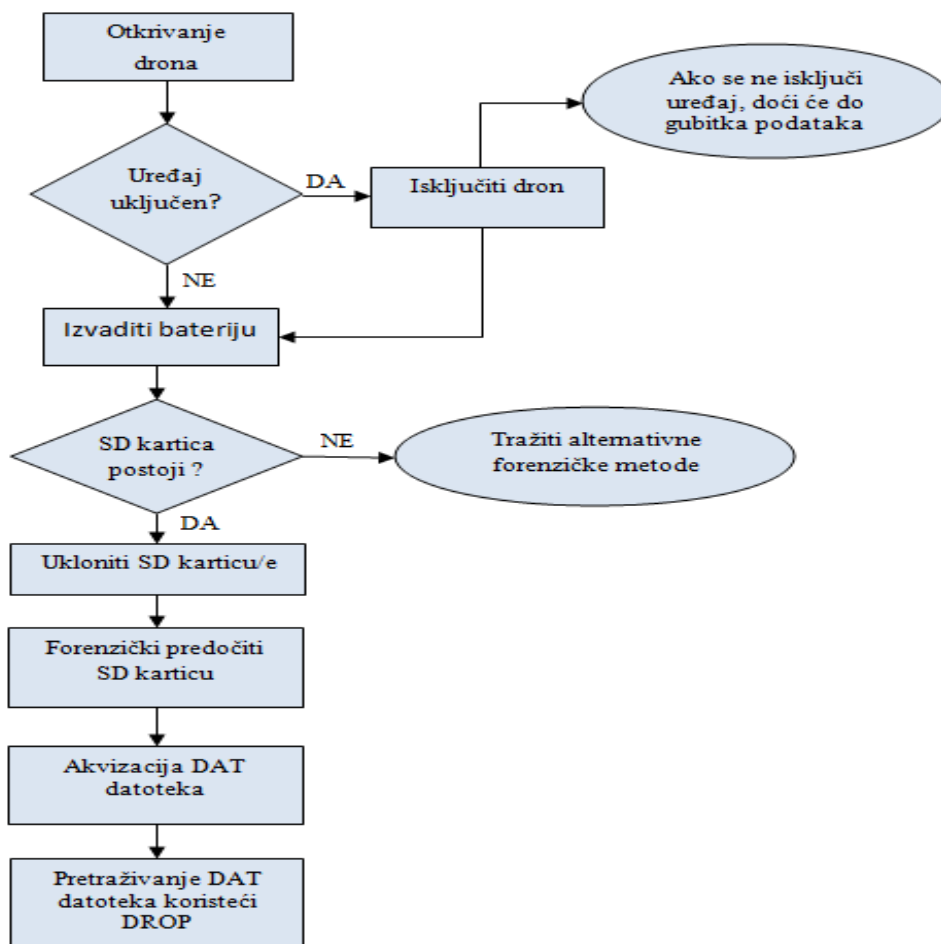 Otkrivanje
drona
Ako se ne isključi
uređaj, doći će do
gubitka podataka
Uređaj
uključen?
DA
Isključiti dron
NE
Izvaditi bateriju
SD kartica
postoji ?
NE
Tražiti alternativne
forenzičke metode
DA
Ukloniti SD karticu/e
Forenzički predočiti
SD karticu
Akvizacija DAT
datoteka
Pretraživanje DAT
datoteka koristeći
DROP